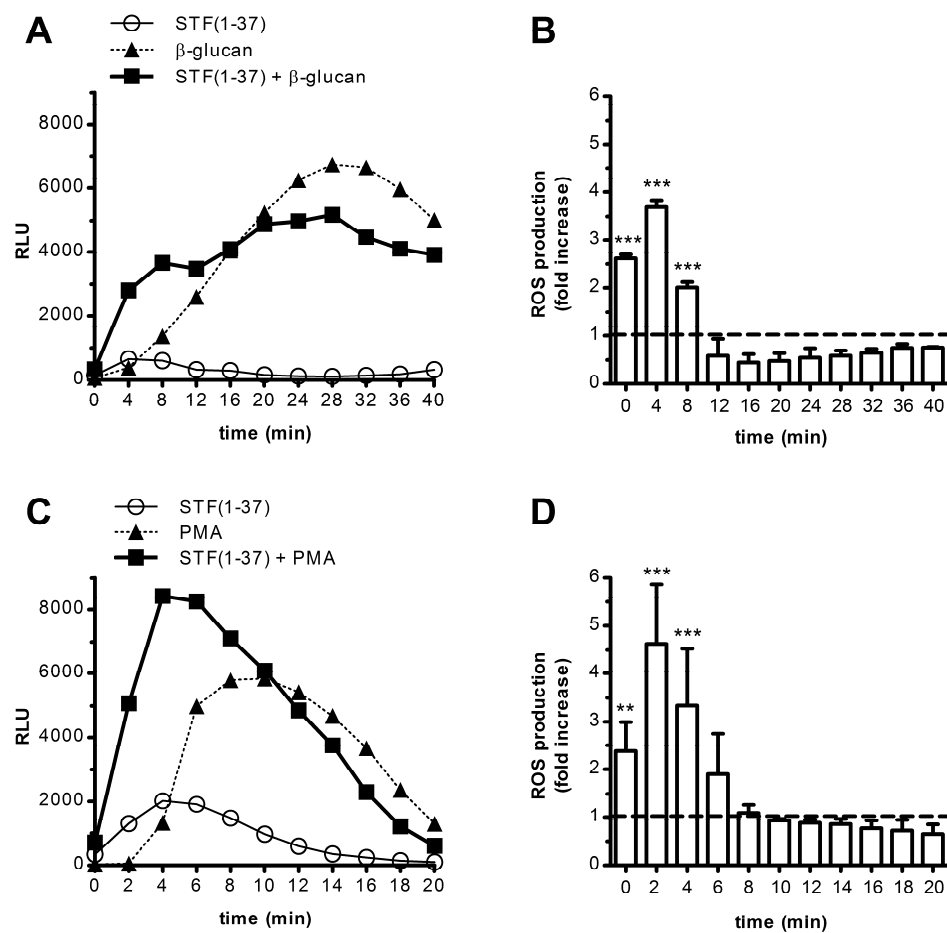 A
STF(1-37)
β-glucan
STF(1-37) + β-glucan
RLU
8000
6000
4000
2000
0
0 4 8 12 16 20 24 28 32 36 40
time (min)
B
ROS production
(fold increase)
6
5
4
3
2
1
0
***
***
***
0 4 8 12 16 20 24 28 32 36 40
time (min)
C
STF(1-37)
PMA
STF(1-37) + PMA
RLU
8000
6000
4000
2000
0
0 2 4 6 8 10 12 14 16 18 20
time (min)
D
ROS production
(fold increase)
6
5
4
3
2
1
0
**
***
***
0 2 4 6 8 10 12 14 16 18 20
time (min)